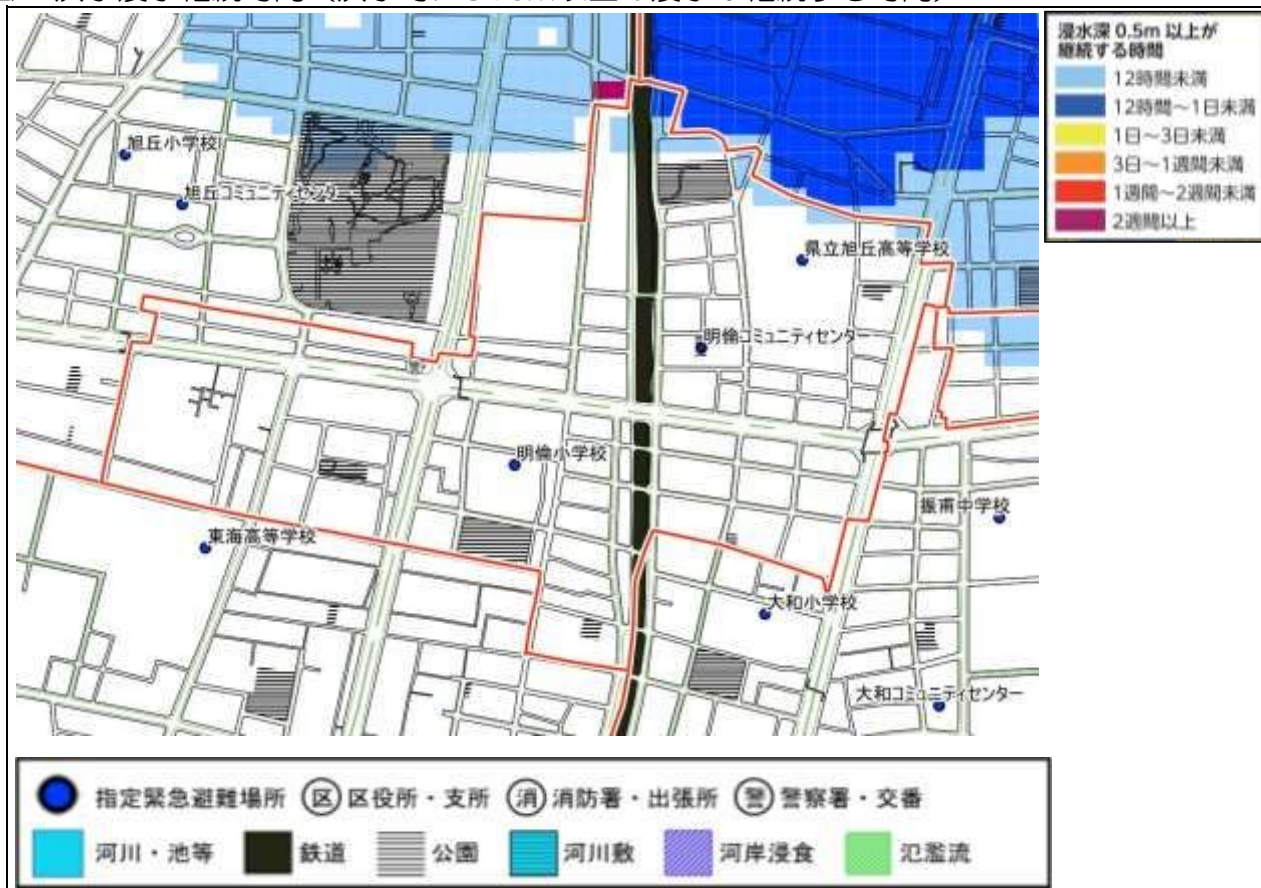 浸水深 0.5m 以上が
継続する時間
12時間未満
12時間～1日未満
1日～3日未満
3日～1週間未満
1週間～2週間未満
2週間以上
旭丘小学校
旭丘コミュニティセンター
県立旭丘高等学校
明倫コミュニティセンター
明倫小学校
振甫中学校
東海高等学校
大和小学校
大和コミュニティセンター
指定緊急避難場所 区 区役所・支所 消 消防署・出張所 警 警察署・交番
河川・池等 鉄道 公園 河川敷 河岸浸食 氾濫流